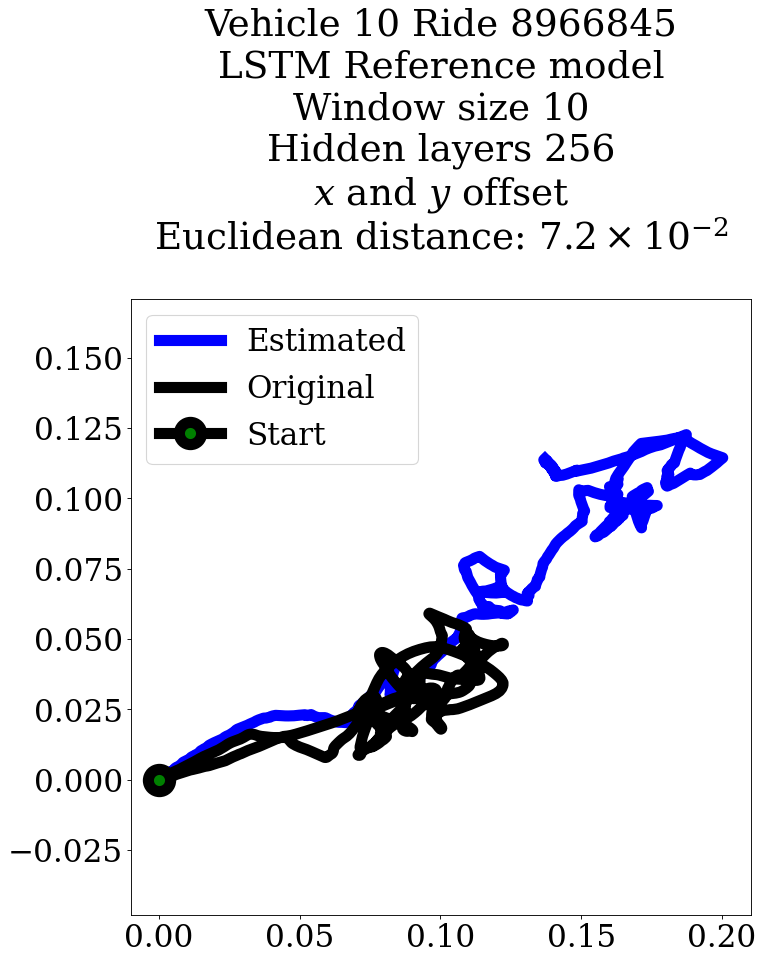 Vehicle 10 Ride 8966845
LSTM Reference model
Window size 10
Hidden layers 256
x and y offset
Euclidean distance: 7.2 × 10⁻²
Estimated
Original
Start
0.150
0.125
0.100
0.075
0.050
0.025
0.000
−0.025
0.00 0.05 0.10 0.15 0.20